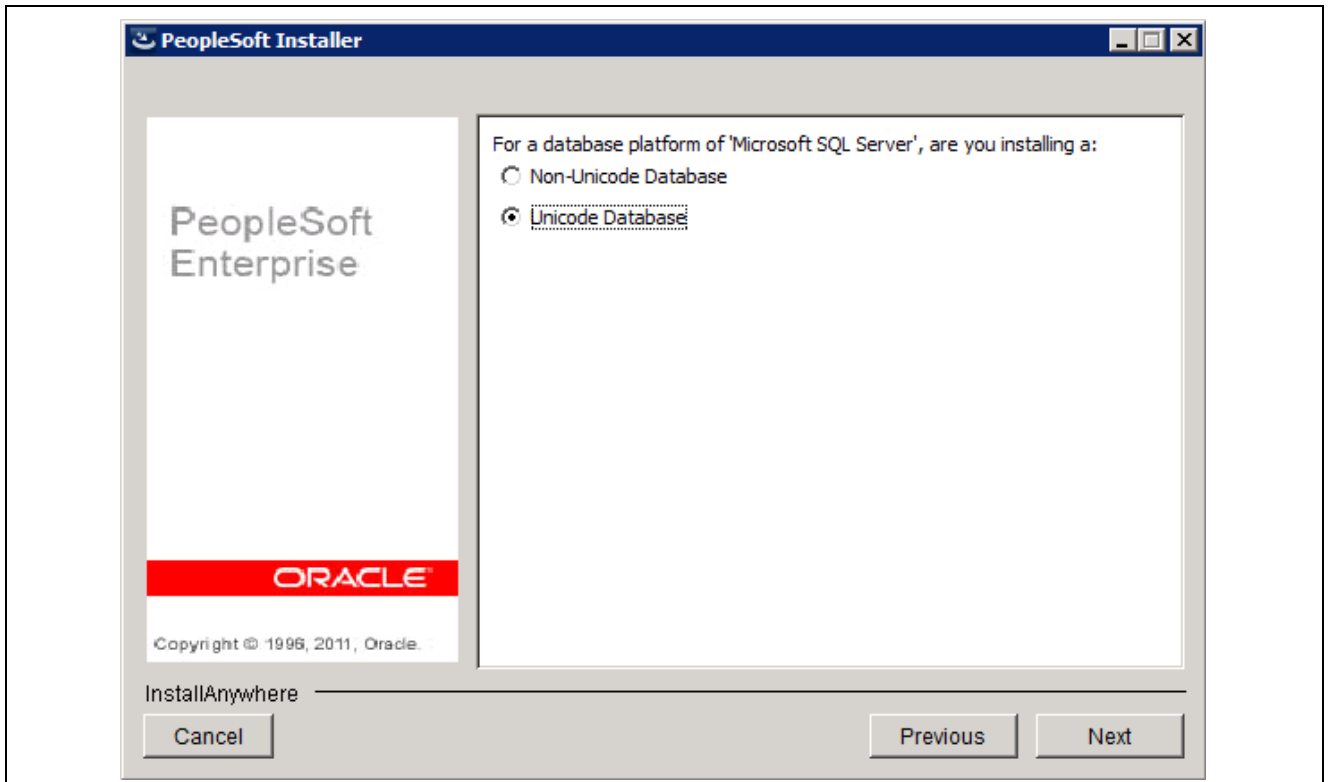 PeopleSoft Installer
For a database platform of 'Microsoft SQL Server', are you installing a:
Non-Unicode Database
Unicode Database
PeopleSoft
Enterprise
ORACLE
Copyright © 1996, 2011, Oracle.
InstallAnywhere
Cancel
Previous
Next